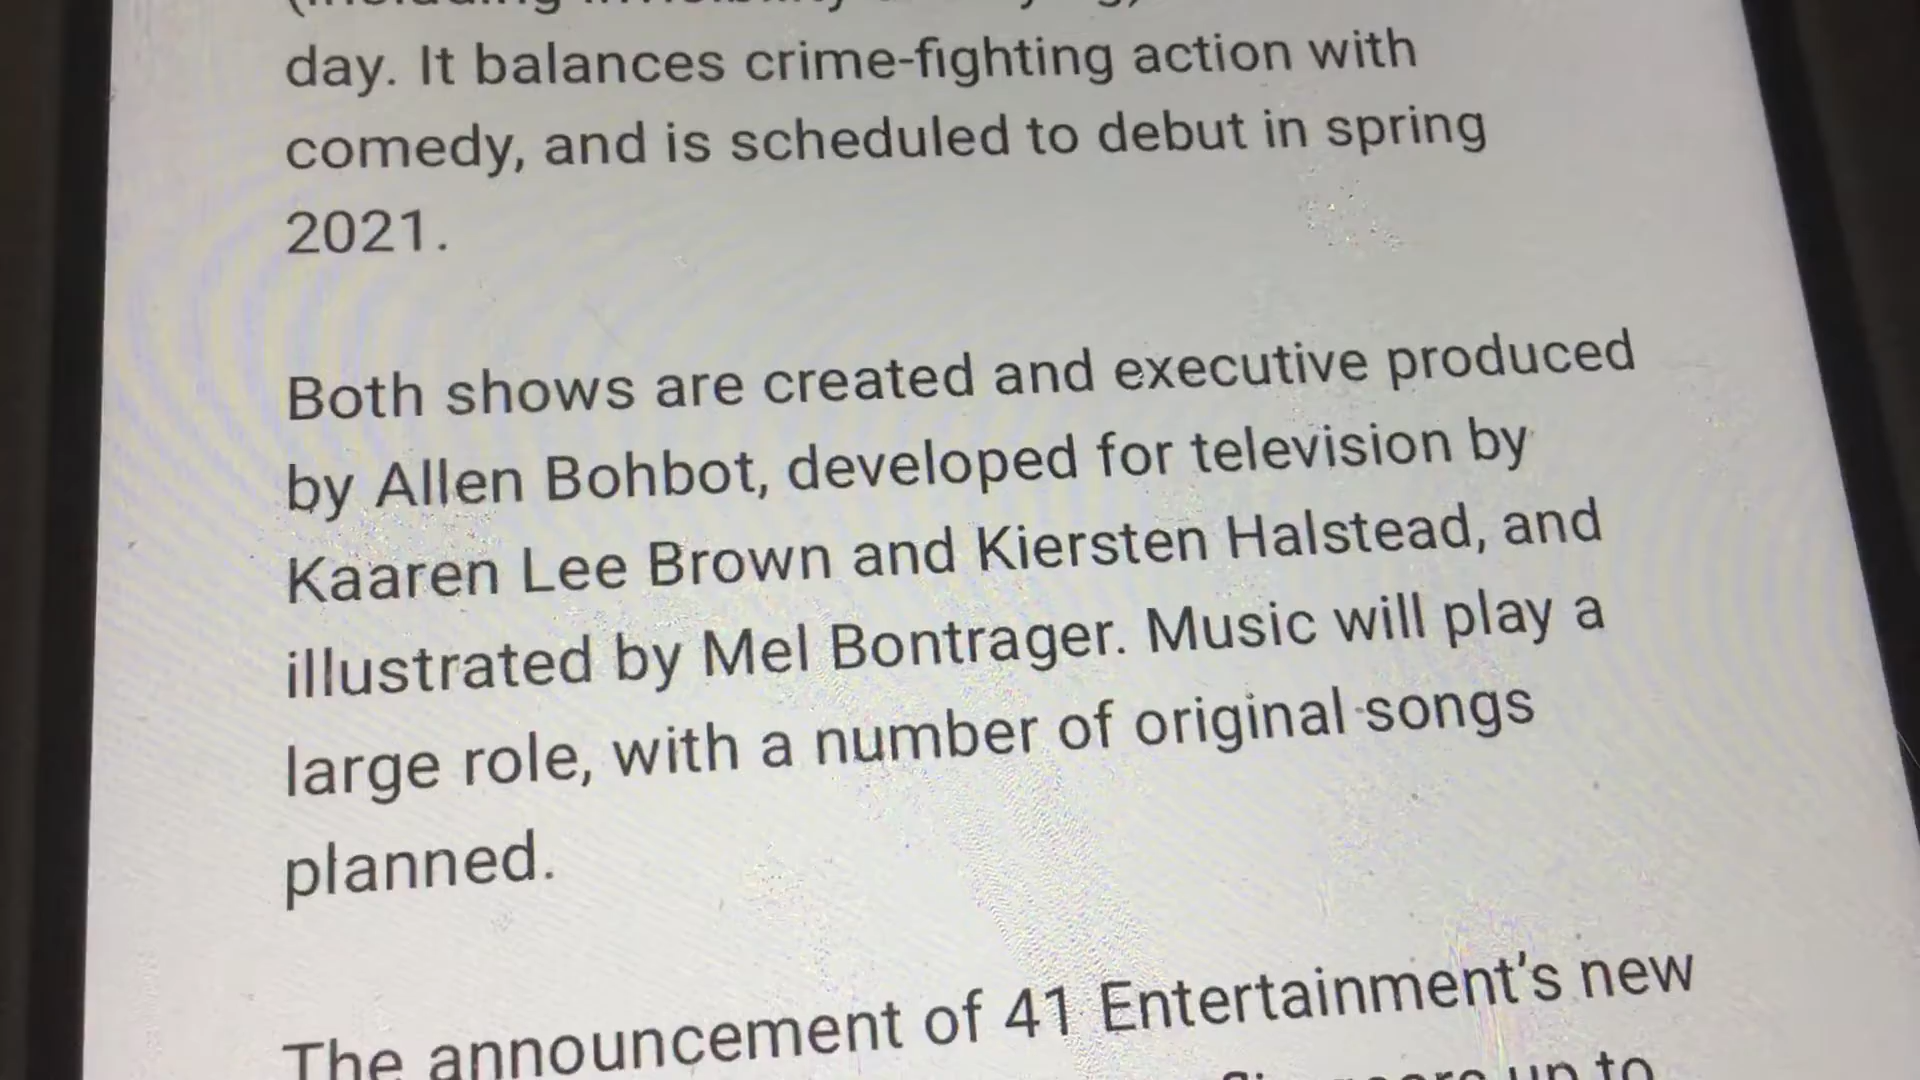 day. It balances crime-fighting action with
comedy, and is scheduled to debut in spring
2021.
Both shows are created and executive produced
by Allen Bohbot, developed for television by
Kaaren Lee Brown and Kiersten Halstead, and
illustrated by Mel Bontrager. Music will play a
large role, with a number of original songs
planned.
The announcement of 41 Entertainment's new
up to